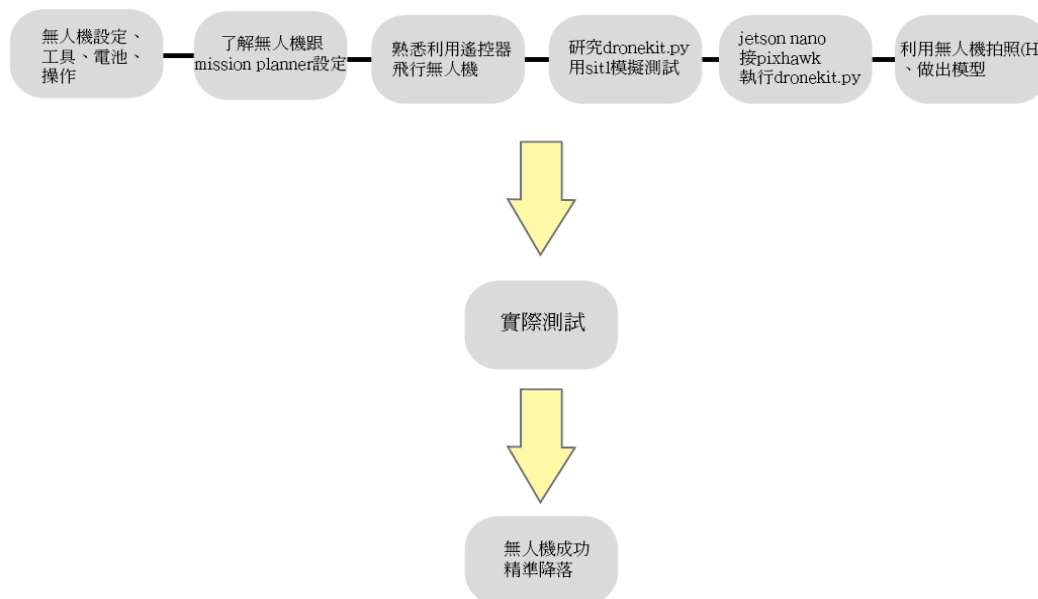 無人機設定、
工具、電池、
操作
了解無人機跟
mission planner設定
熟悉利用遙控器
飛行無人機
研究dronekit.py
用sitl模擬測試
jetson nano
接pixhawk
執行dronekit.py
利用無人機拍照(H
、做出模型
實際測試
無人機成功
精準降落